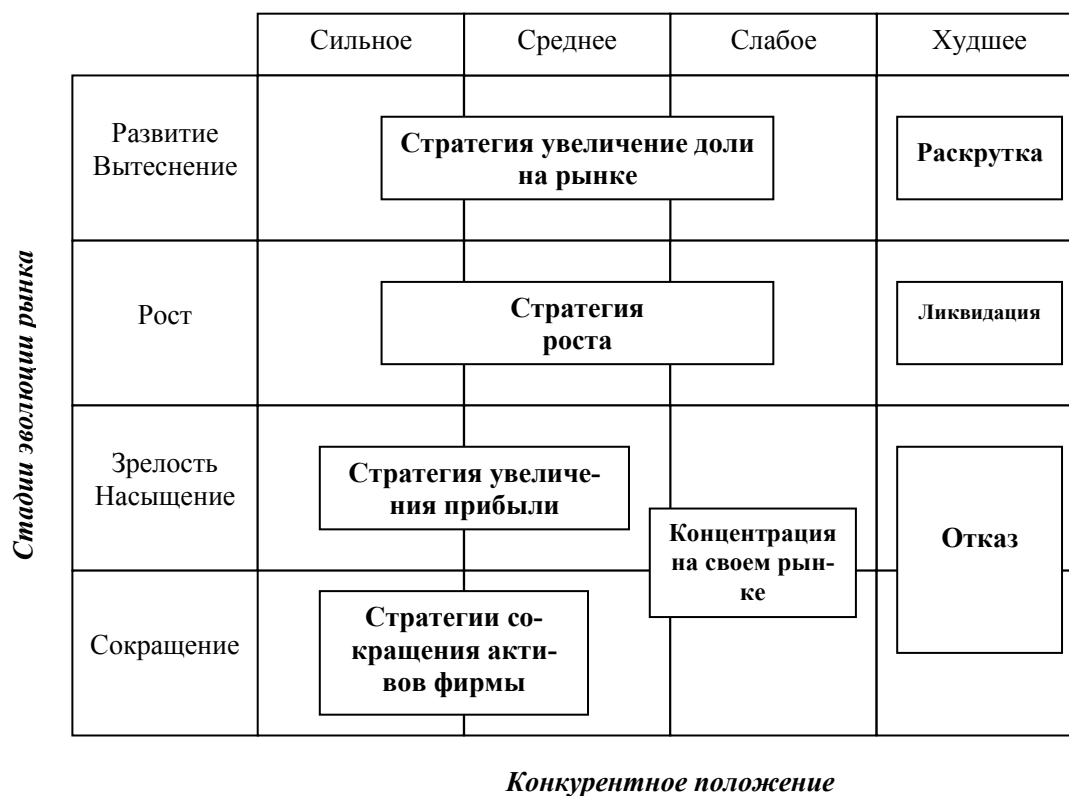 Сильное
Среднее
Слабое
Худшее
Развитие
Вытеснение
Стратегия увеличение доли
на рынке
Раскрутка
Рост
Стратегия
роста
Ликвидация
Зрелость
Насыщение
Стратегия увеличе-
ния прибыли
Концентрация
на своем рын-
ке
Отказ
Сокращение
Стратегии со-
кращения акти-
вов фирмы
Стадии эволюции рынка
Конкурентное положение